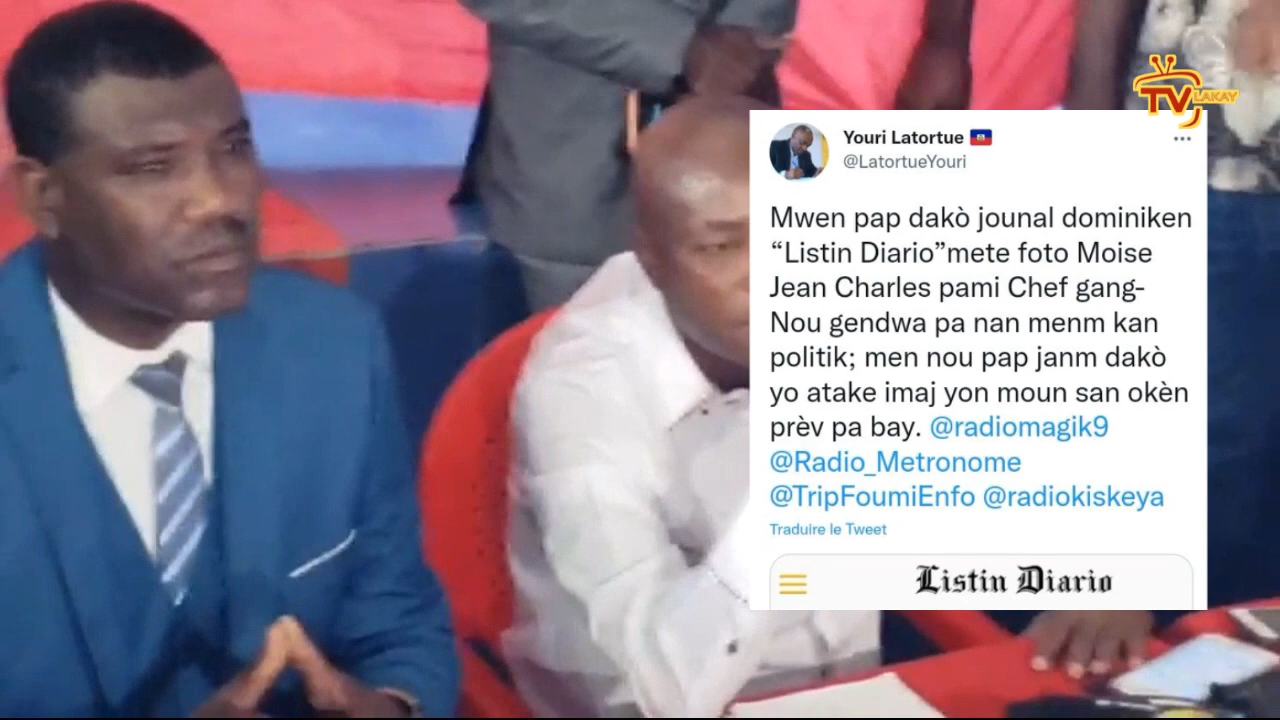 TV LAKAY
Youri Latortue
@LatortueYouri
Mwen pap dakò jounal dominiken
“Listin Diario”mete foto Moise
Jean Charles pami Chef gang-
Nou gendwa pa nan menm kan
politik; men nou pap janm dakò
yo atake imaj yon moun san okèn
prèv pa bay. @radiomagik9
@Radio_Metronome
@TripFoumiEnfo @radiokiskeya
Traduire le Tweet
Listin Diario